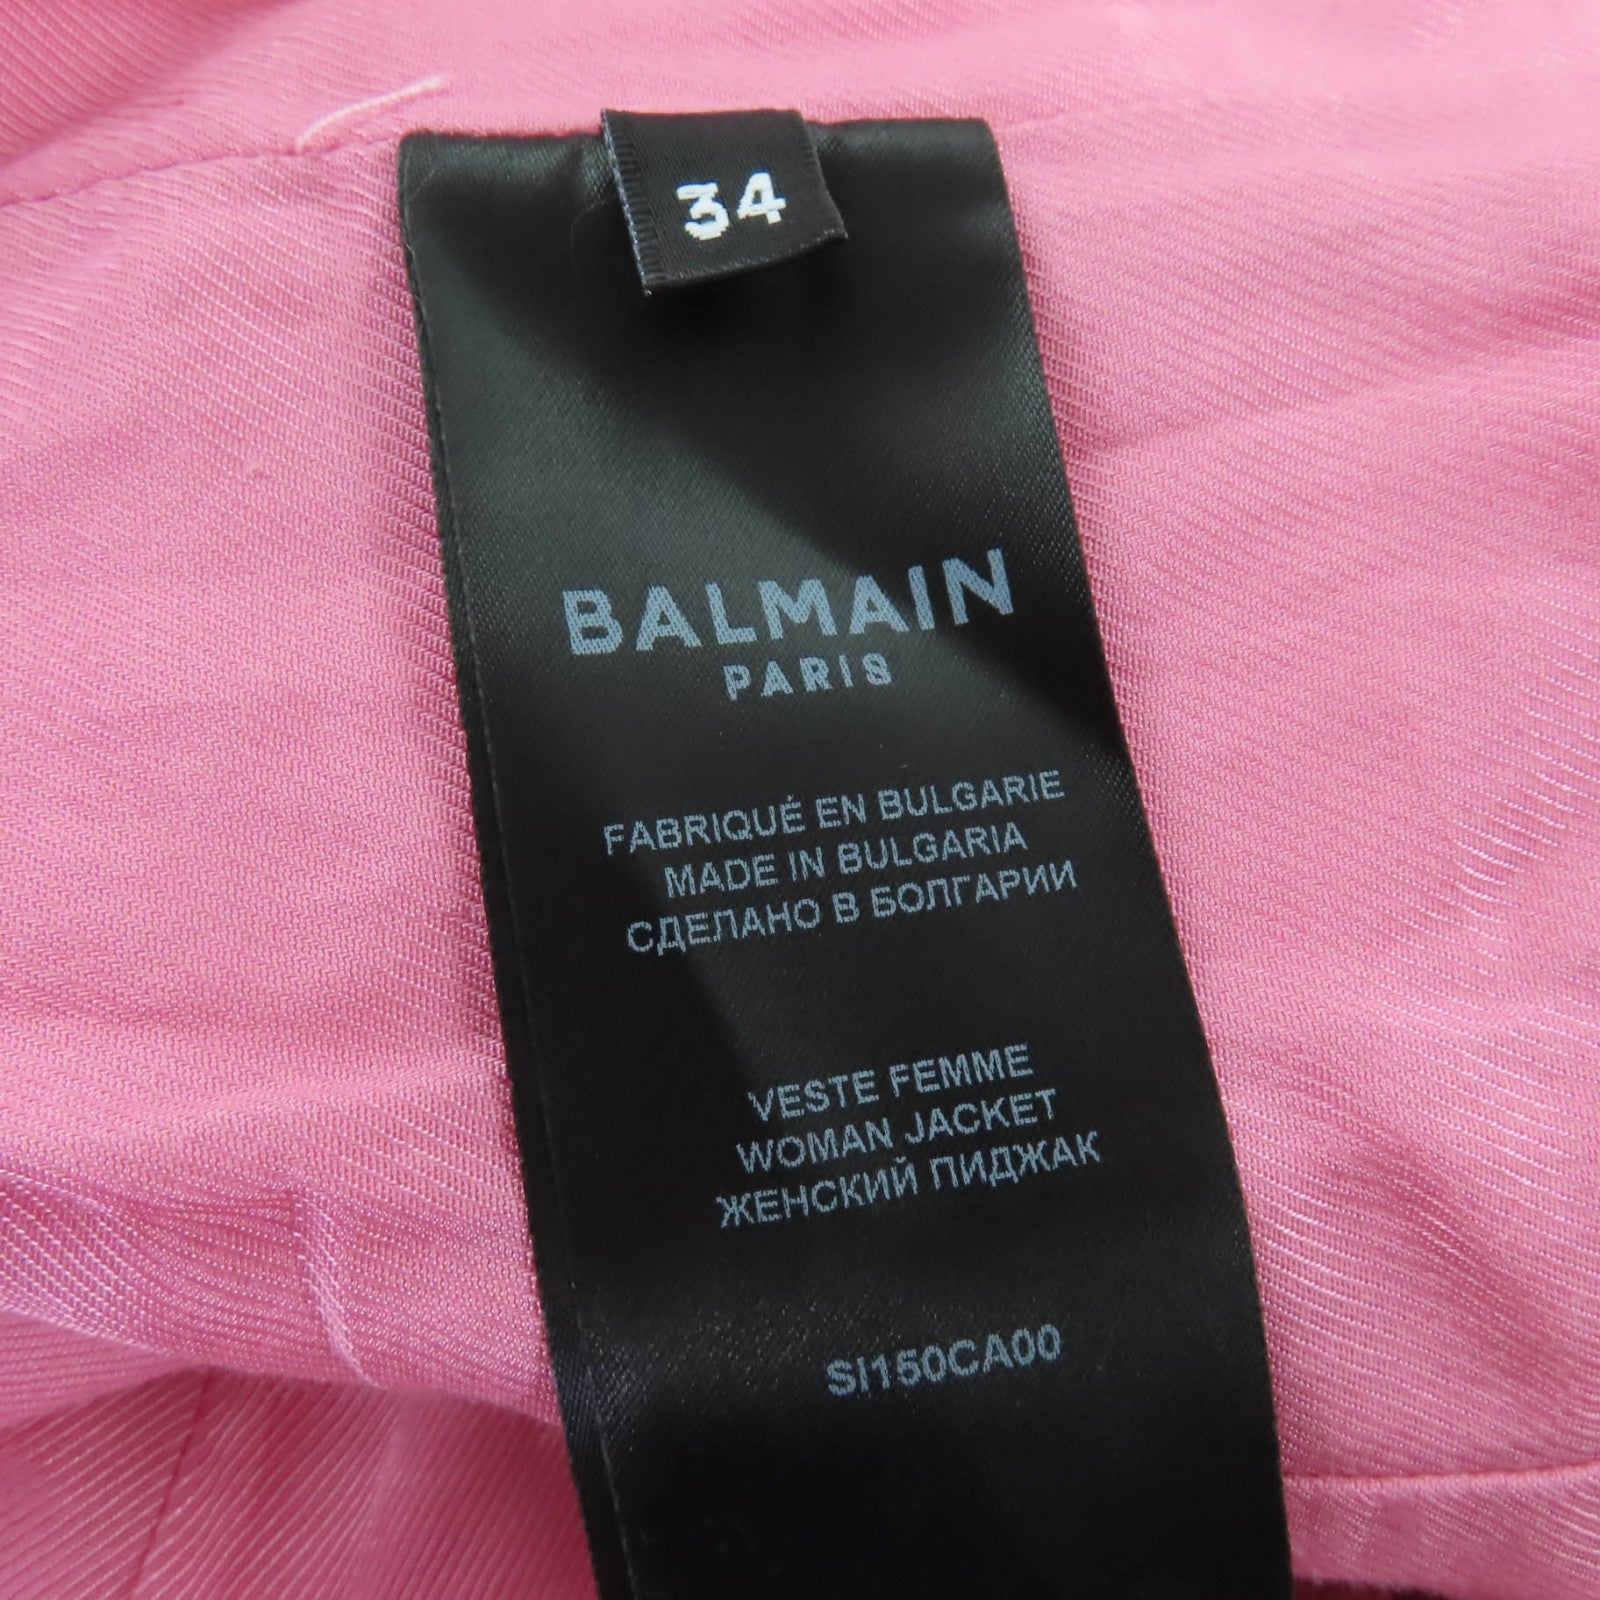 34
BALMAIN
PARIS
FABRIQUÉ EN BULGARIE
MADE IN BULGARIA
СДЕЛАНО В БОЛГАРИИ
VESTE FEMME
WOMAN JACKET
ЖЕНСКИЙ ПИДЖАК
SI150CA00